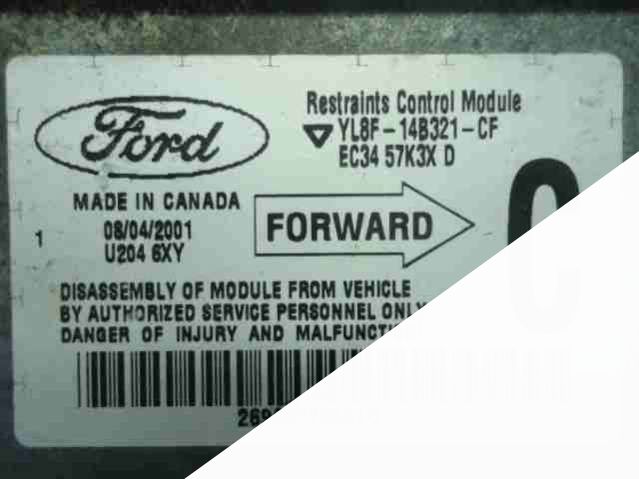 Ford
Restraints Control Module
YL8F-14B321-CF
EC34 57K3X D
MADE IN CANADA
08/04/2001
U204 6XY
1
FORWARD
C
DISASSEMBLY OF MODULE FROM VEHICLE
BY AUTHORIZED SERVICE PERSONNEL ONLY
DANGER OF INJURY AND